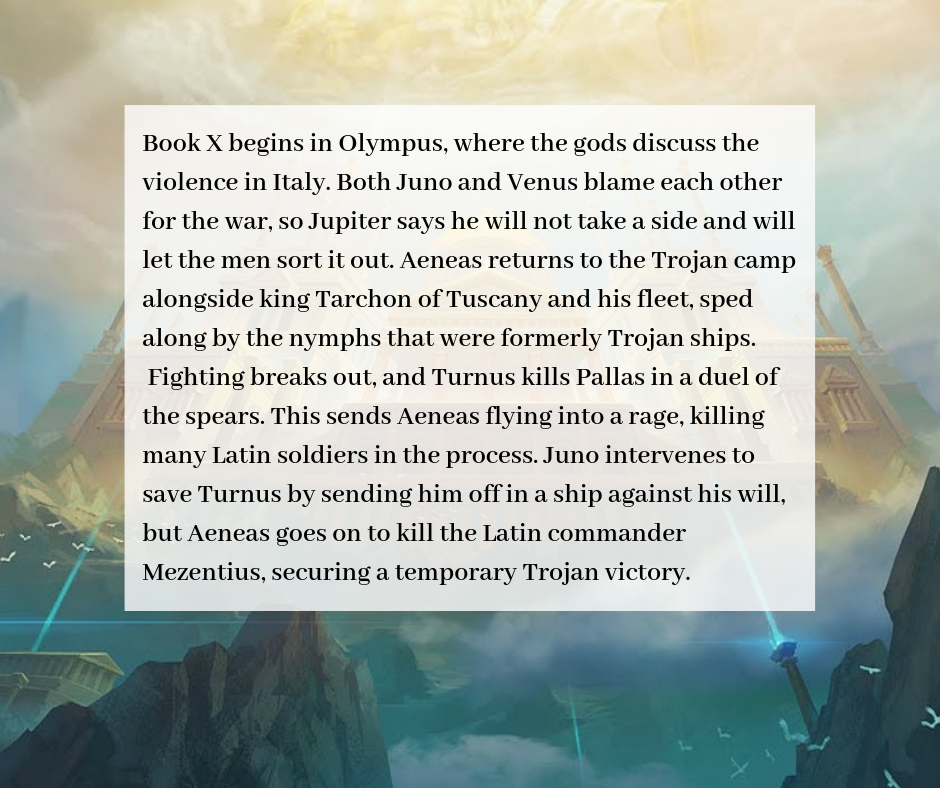 Book X begins in Olympus, where the gods discuss the
violence in Italy. Both Juno and Venus blame each other
for the war, so Jupiter says he will not take a side and will
let the men sort it out. Aeneas returns to the Trojan camp
alongside king Tarchon of Tuscany and his fleet, sped
along by the nymphs that were formerly Trojan ships.
Fighting breaks out, and Turnus kills Pallas in a duel of
the spears. This sends Aeneas flying into a rage, killing
many Latin soldiers in the process. Juno intervenes to
save Turnus by sending him off in a ship against his will,
but Aeneas goes on to kill the Latin commander
Mezentius, securing a temporary Trojan victory.